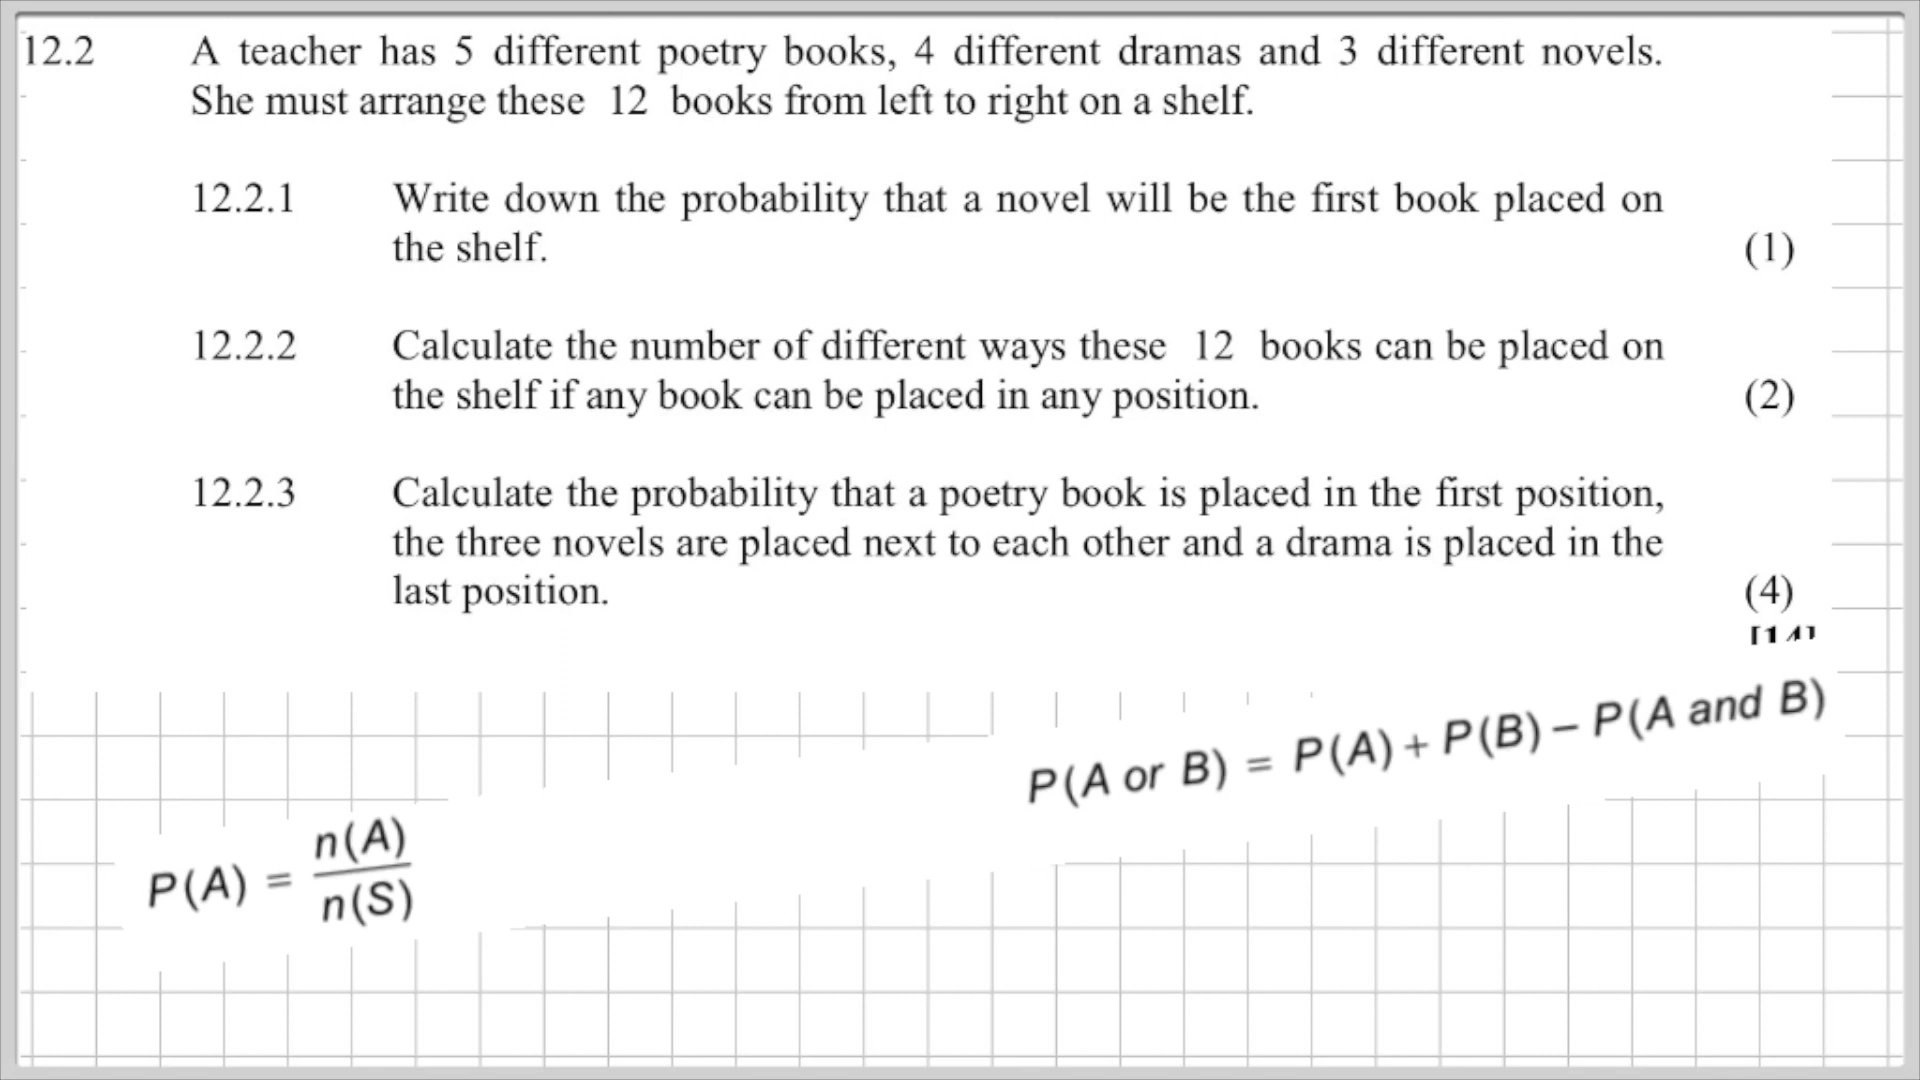 12.2 A teacher has 5 different poetry books, 4 different dramas and 3 different novels.
She must arrange these 12 books from left to right on a shelf.
12.2.1 Write down the probability that a novel will be the first book placed on
the shelf. (1)
12.2.2 Calculate the number of different ways these 12 books can be placed on
the shelf if any book can be placed in any position. (2)
12.2.3 Calculate the probability that a poetry book is placed in the first position,
the three novels are placed next to each other and a drama is placed in the
last position. (4)
[14]
P(A or B) = P(A) + P(B) – P(A and B)
P(A) = n(A)
n(S)